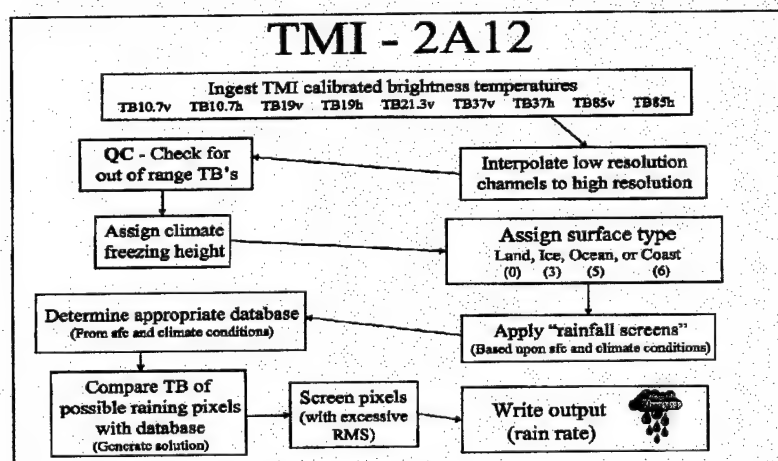 TMI - 2A12
Ingest TMI calibrated brightness temperatures
TB10.7v TB10.7h TB19v TB19h TB21.3v TB37v TB37h TB85v TB85h
QC - Check for
out of range TB's
Interpolate low resolution
channels to high resolution
Assign climate
freezing height
Assign surface type
Land, Ice, Ocean, or Coast
(0) (3) (5) (6)
Determine appropriate database
(From sfc and climate conditions)
Apply "rainfall screens"
(Based upon sfc and climate conditions)
Compare TB of
possible raining pixels
with database
(Generate solution)
Screen pixels
(with excessive
RMS)
Write output
(rain rate)